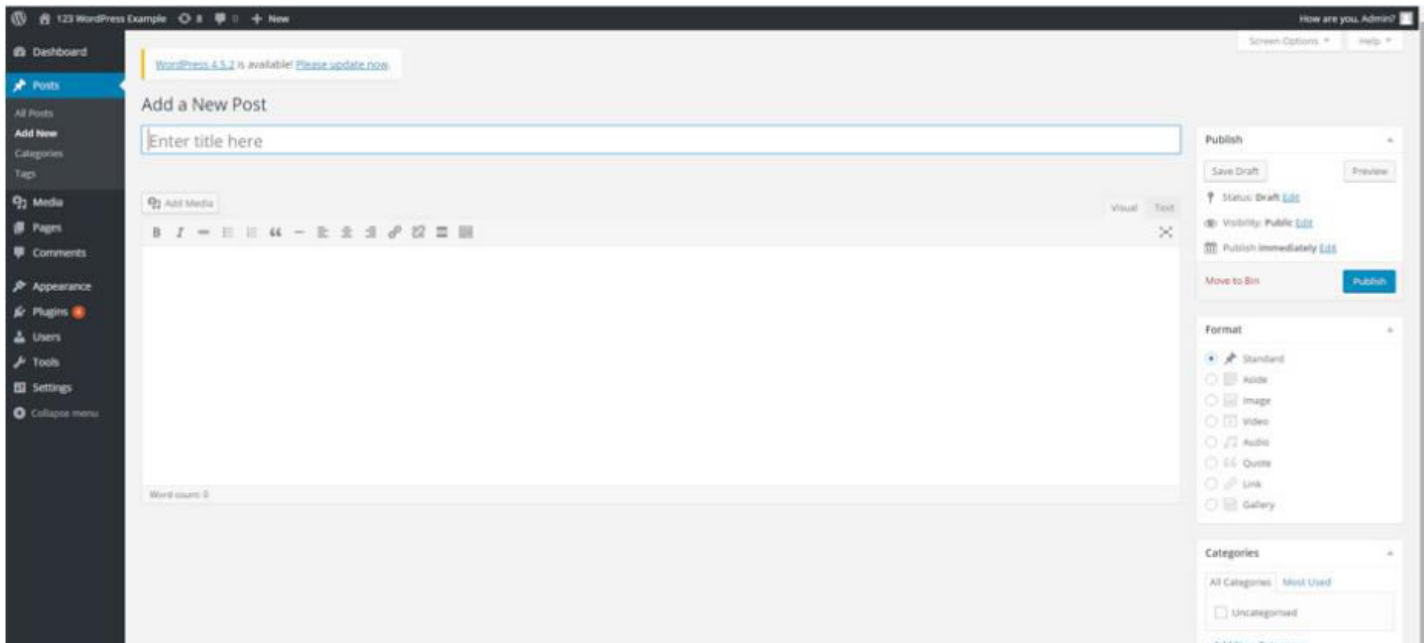 123 WordPress Example 8 0 + New
How are you, Admin?
Screen Options
Help
Dashboard
WordPress 4.5.2 is available! Please update now.
Posts
All Posts
Add New
Categories
Tags
Media
Pages
Comments
Appearance
Plugins
Users
Tools
Settings
Collapse menu
Add a New Post
Enter title here
Add Media
Visual Text
B I
Word count: 0
Publish
Save Draft
Preview
Status: Draft Edit
Visibility: Public Edit
Publish immediately Edit
Move to Bin
Publish
Format
Standard
Aside
Image
Video
Audio
Quote
Link
Gallery
Categories
All Categories Most Used
Uncategorised